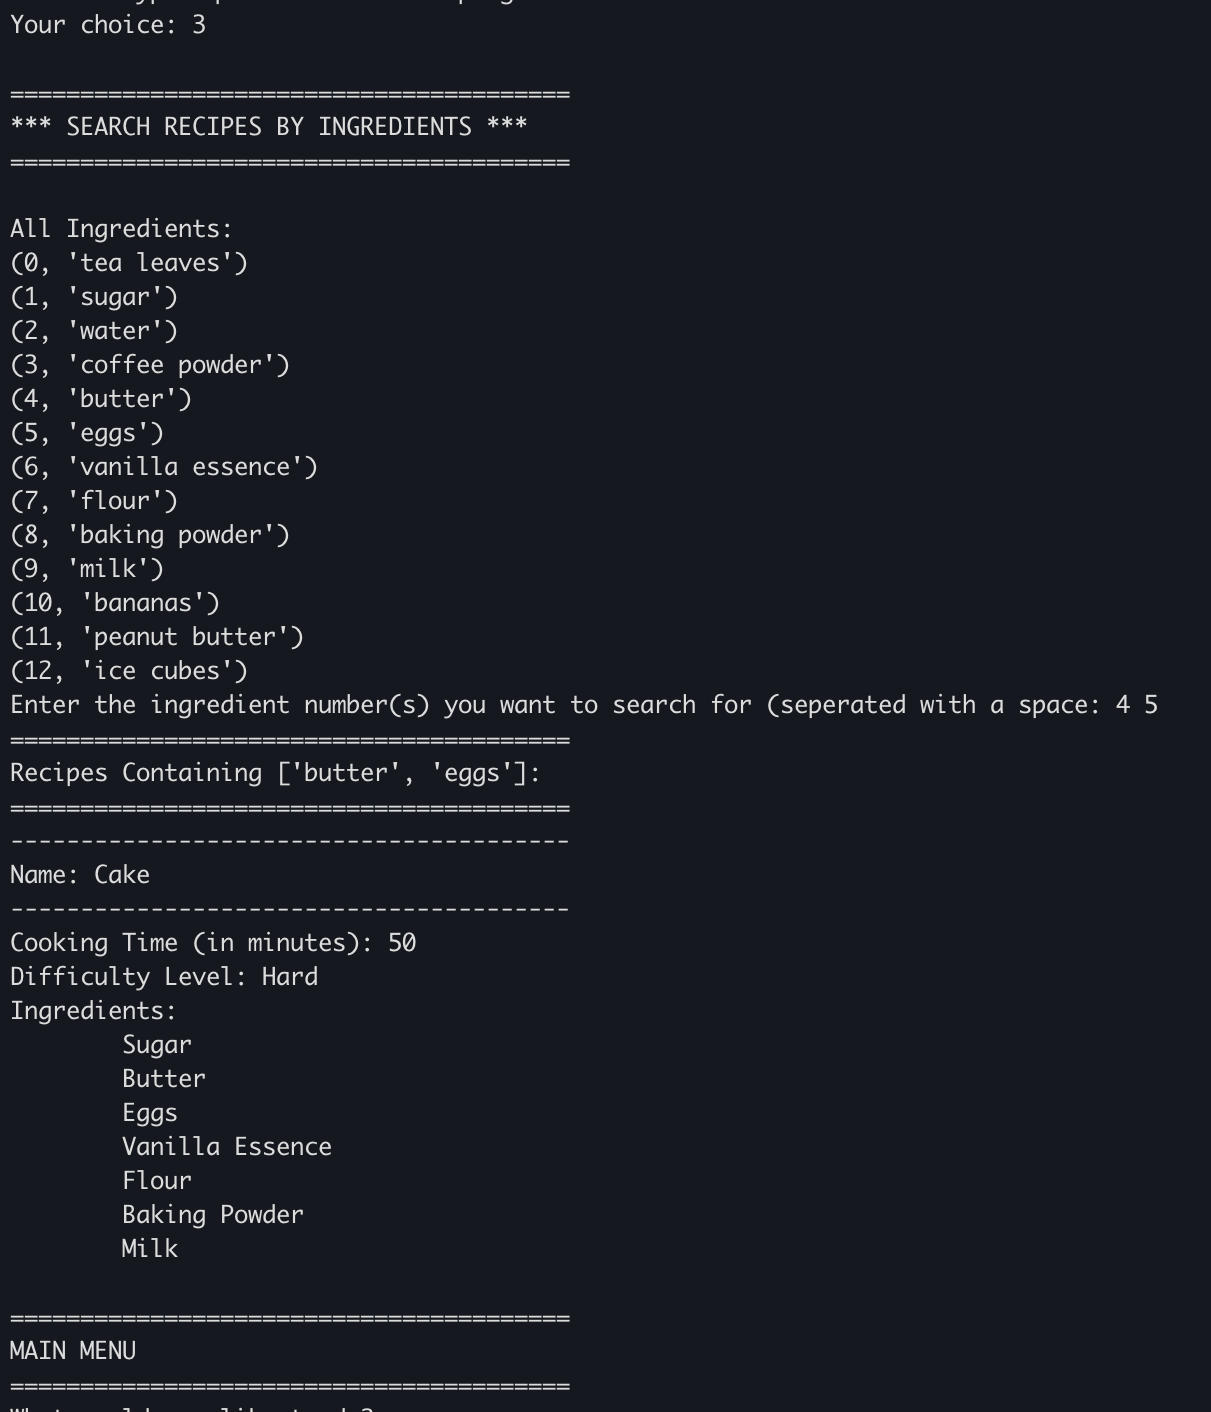 Your choice: 3
========================================
*** SEARCH RECIPES BY INGREDIENTS ***
========================================
All Ingredients:
(0, 'tea leaves')
(1, 'sugar')
(2, 'water')
(3, 'coffee powder')
(4, 'butter')
(5, 'eggs')
(6, 'vanilla essence')
(7, 'flour')
(8, 'baking powder')
(9, 'milk')
(10, 'bananas')
(11, 'peanut butter')
(12, 'ice cubes')
Enter the ingredient number(s) you want to search for (seperated with a space: 4 5
========================================
Recipes Containing ['butter', 'eggs']:
========================================
----------------------------------------
Name: Cake
----------------------------------------
Cooking Time (in minutes): 50
Difficulty Level: Hard
Ingredients:
        Sugar
        Butter
        Eggs
        Vanilla Essence
        Flour
        Baking Powder
        Milk
========================================
MAIN MENU
========================================